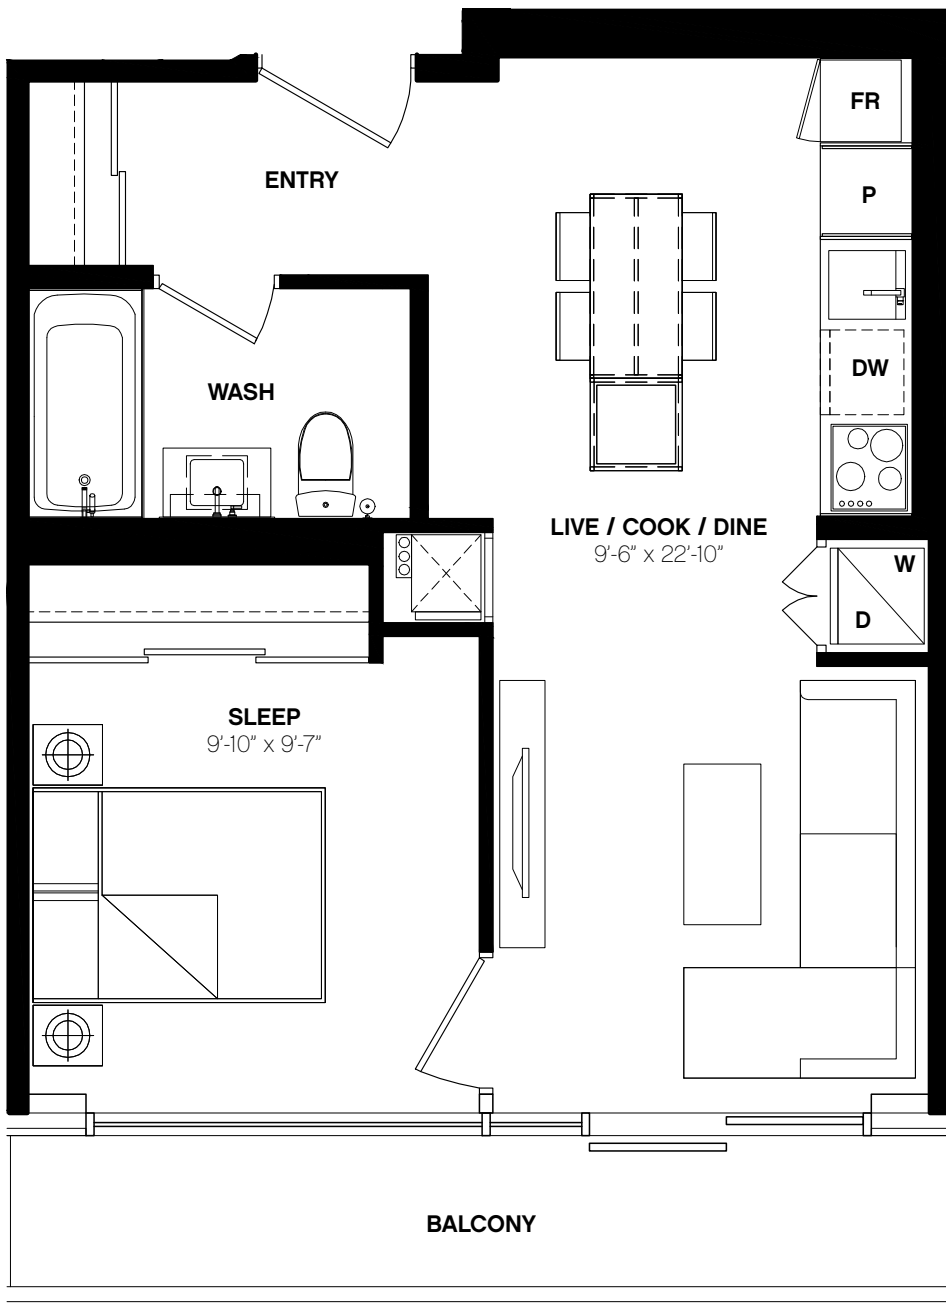 FR
ENTRY
P
DW
WASH
LIVE / COOK / DINE
9'-6" x 22'-10"
W
D
SLEEP
9'-10" x 9'-7"
BALCONY